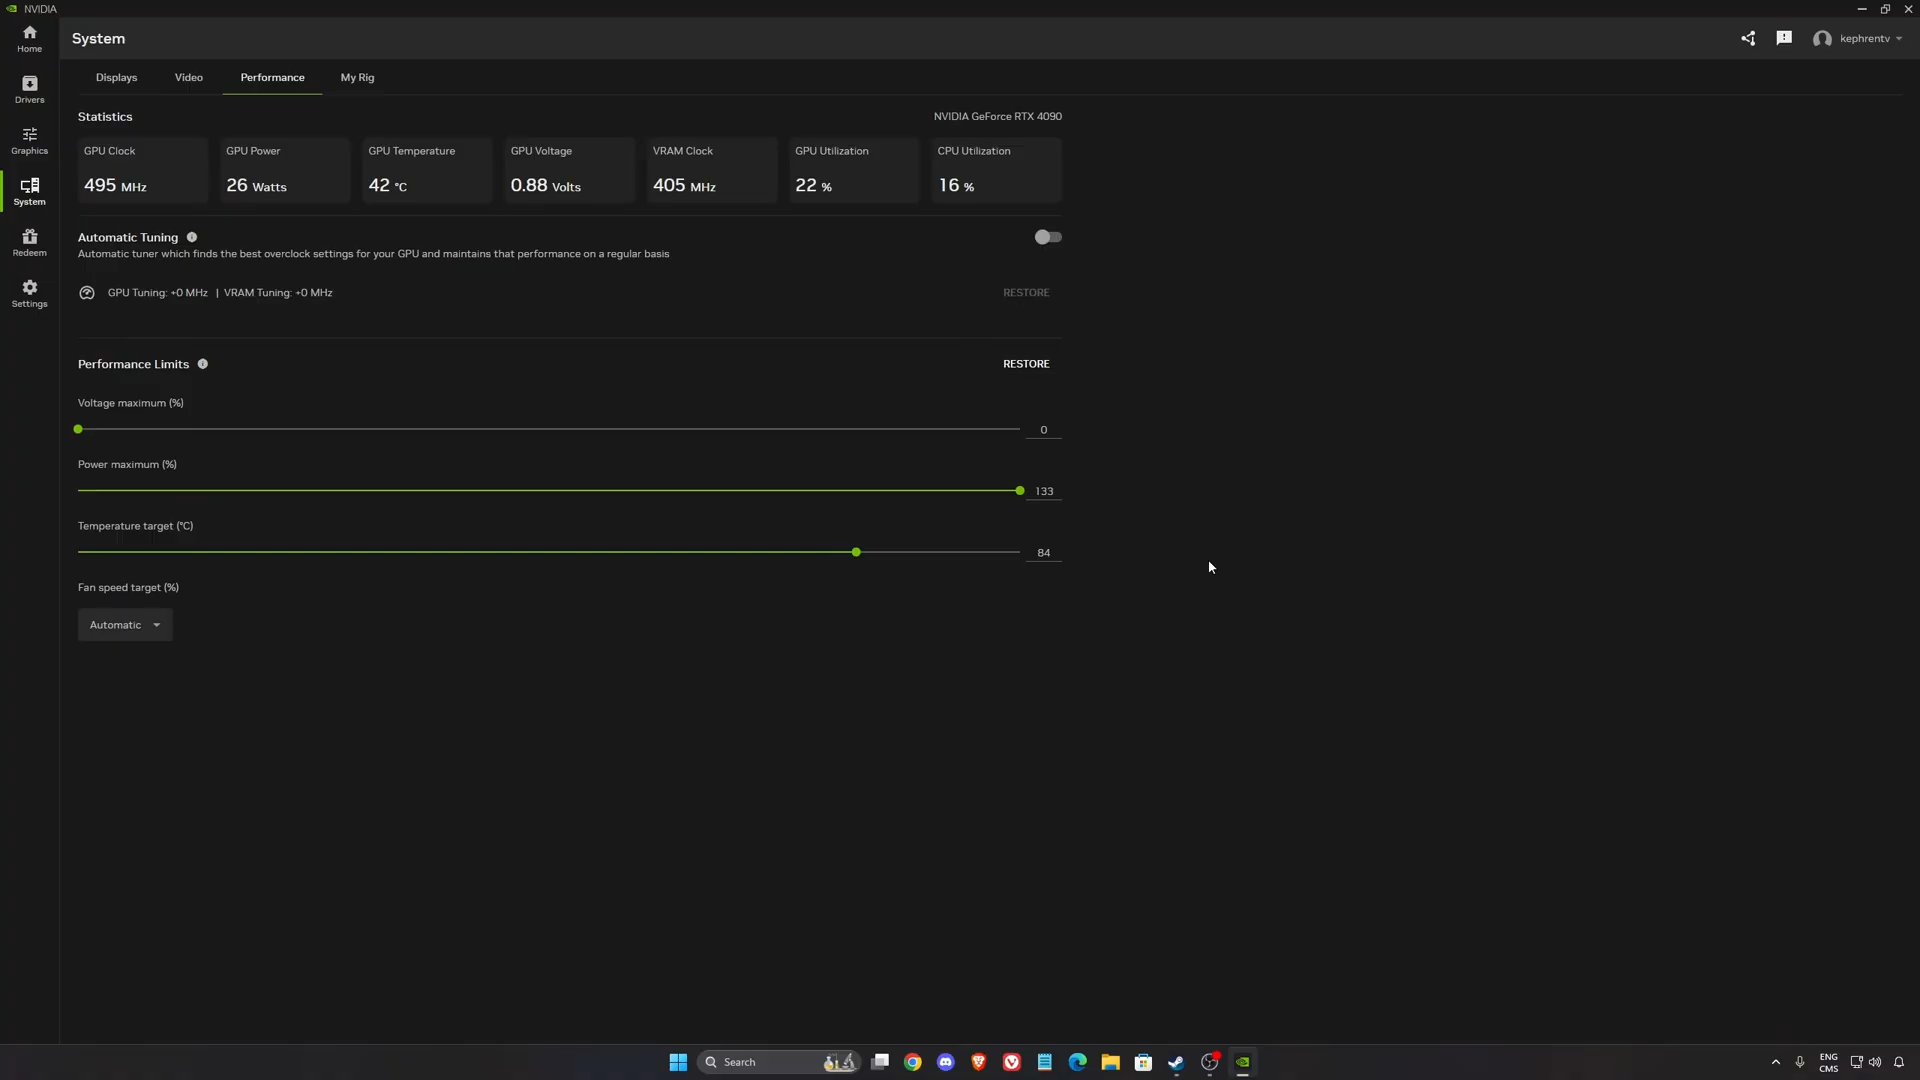 NVIDIA
Home
System
kephrentv
Displays
Video
Performance
My Rig
Drivers
Graphics
System
Redeem
Settings
Statistics
NVIDIA GeForce RTX 4090
GPU Clock
495 MHz
GPU Power
26 Watts
GPU Temperature
42 °C
GPU Voltage
0.88 Volts
VRAM Clock
405 MHz
GPU Utilization
22 %
CPU Utilization
16 %
Automatic Tuning
Automatic tuner which finds the best overclock settings for your GPU and maintains that performance on a regular basis
GPU Tuning: +0 MHz | VRAM Tuning: +0 MHz
RESTORE
Performance Limits
RESTORE
Voltage maximum (%)
0
Power maximum (%)
133
Temperature target (°C)
84
Fan speed target (%)
Automatic
Search
ENG
CMS